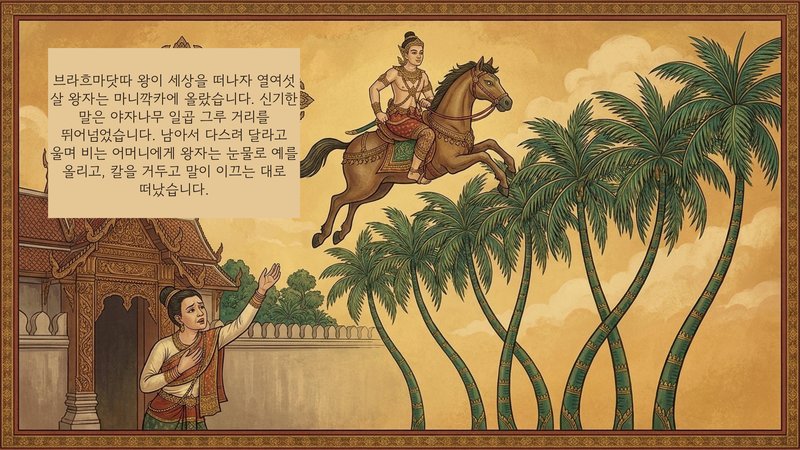 브라흐마닷따 왕이 세상을 떠나자 열여섯
살 왕자는 마니깍카에 올랐습니다. 신기한
말은 야자나무 일곱 그루 거리를
뛰어넘었습니다. 남아서 다스려 달라고
울며 비는 어머니에게 왕자는 눈물로 예를
올리고, 칼을 거두고 말이 이끄는 대로
떠났습니다.